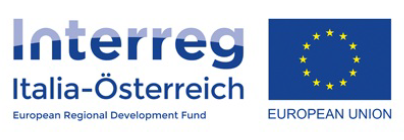 Interreg
Italia-Österreich
European Regional Development Fund
EUROPEAN UNION